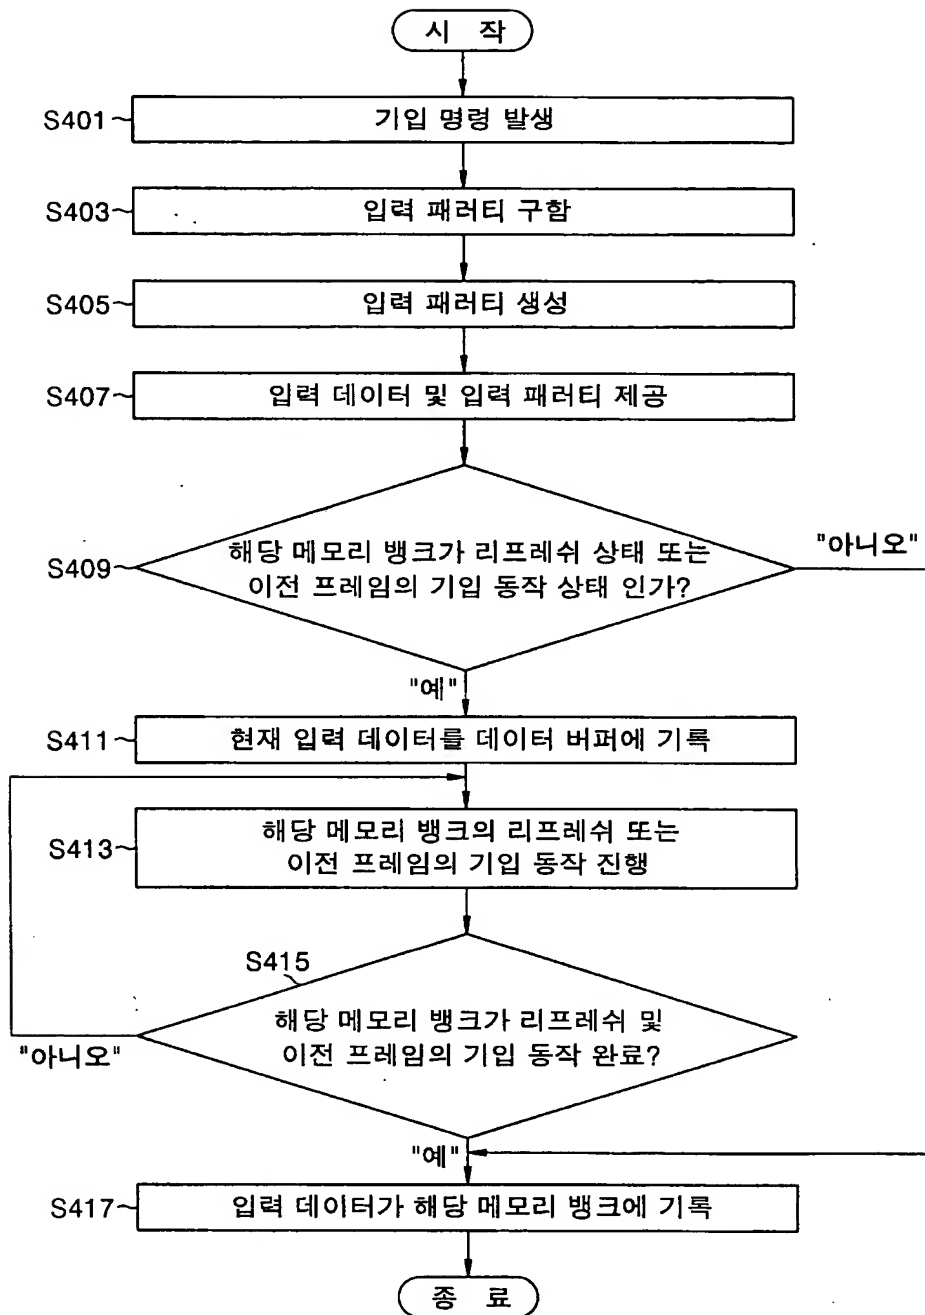 시 작
S401
기입 명령 발생
S403
입력 패러티 구함
S405
입력 패러티 생성
S407
입력 데이터 및 입력 패러티 제공
S409
해당 메모리 뱅크가 리프레쉬 상태 또는
이전 프레임의 기입 동작 상태 인가?
"아니오"
"예"
S411
현재 입력 데이터를 데이터 버퍼에 기록
S413
해당 메모리 뱅크의 리프레쉬 또는
이전 프레임의 기입 동작 진행
S415
해당 메모리 뱅크가 리프레쉬 및
이전 프레임의 기입 동작 완료?
"아니오"
"예"
S417
입력 데이터가 해당 메모리 뱅크에 기록
종 료